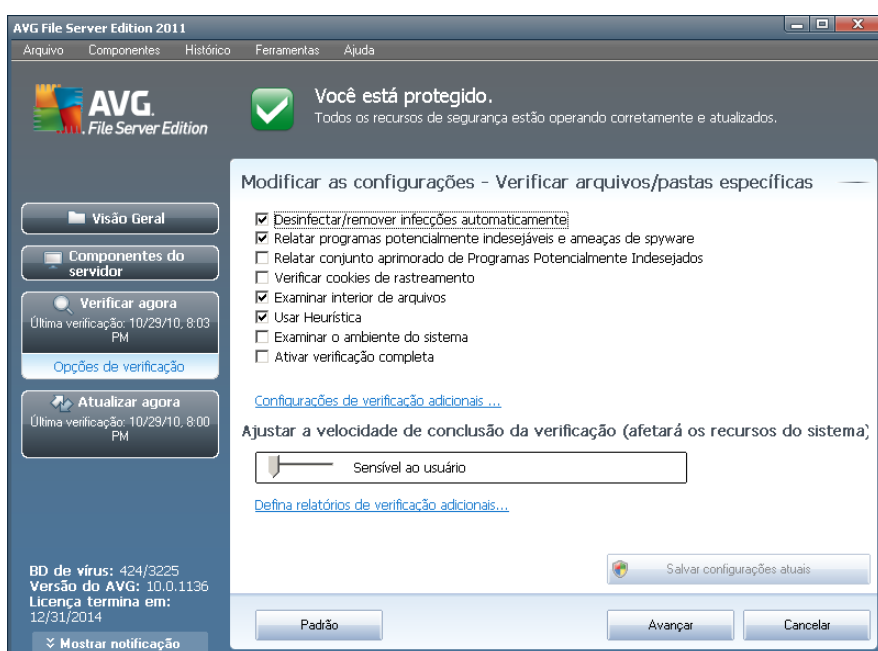 AVG File Server Edition 2011
Arquivo Componentes Histórico Ferramentas Ajuda
AVG.
File Server Edition
Você está protegido.
Todos os recursos de segurança estão operando corretamente e atualizados.
Visão Geral
Componentes do
servidor
Verificar agora
Última verificação: 10/29/10, 8:03
PM
Opções de verificação
Atualizar agora
Última verificação: 10/29/10, 8:00
PM
BD de vírus: 424/3225
Versão do AVG: 10.0.1136
Licença termina em:
12/31/2014
Mostrar notificação
Modificar as configurações - Verificar arquivos/pastas específicas
Desinfectar/remover infecções automaticamente
Relatar programas potencialmente indesejáveis e ameaças de spyware
Relatar conjunto aprimorado de Programas Potencialmente Indesejados
Verificar cookies de rastreamento
Examinar interior de arquivos
Usar Heurística
Examinar o ambiente do sistema
Ativar verificação completa
Configurações de verificação adicionais ...
Ajustar a velocidade de conclusão da verificação (afetará os recursos do sistema)
Sensível ao usuário
Defina relatórios de verificação adicionais...
Salvar configurações atuais
Padrão
Avançar
Cancelar